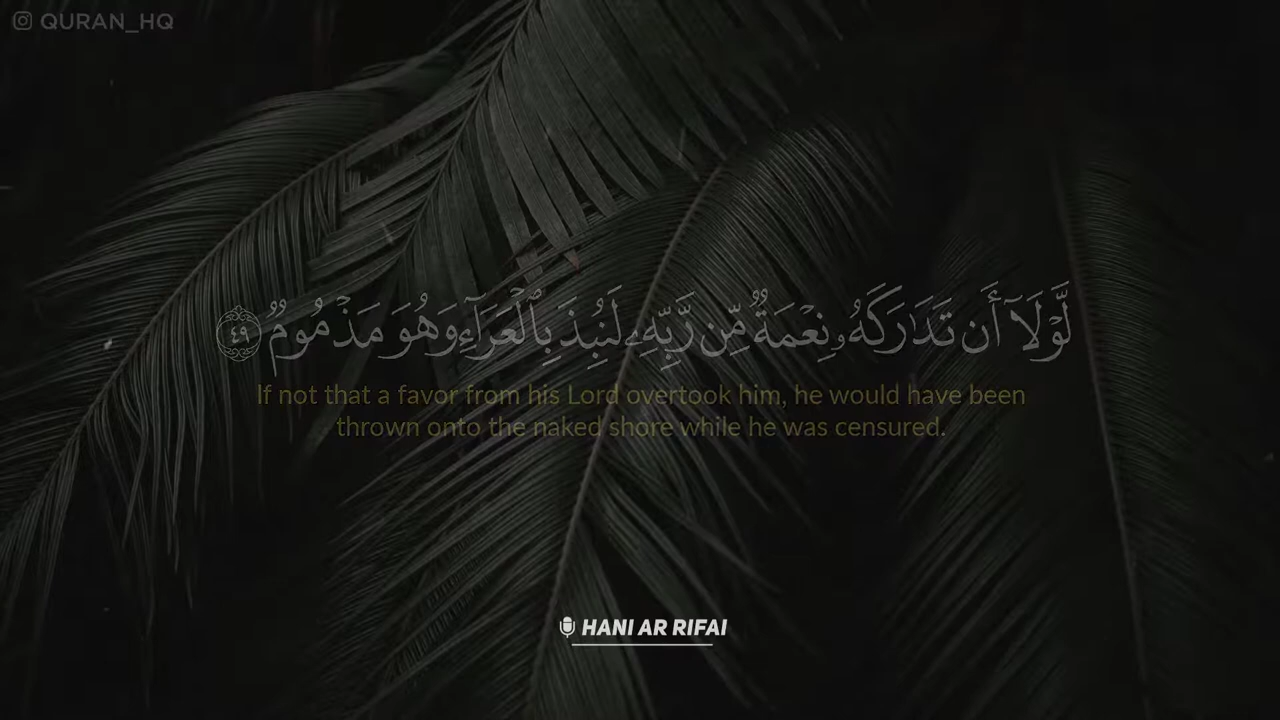 QURAN_HQ
لَّوْلَآ أَن تَدَٰرَكَهُۥ نِعْمَةٌ مِّن رَّبِّهِۦ لَنُبِذَ بِٱلْعَرَآءِ وَهُوَ مَذْمُومٌ ٤٩
If not that a favor from his Lord overtook him, he would have been
thrown onto the naked shore while he was censured.
HANI AR RIFAI